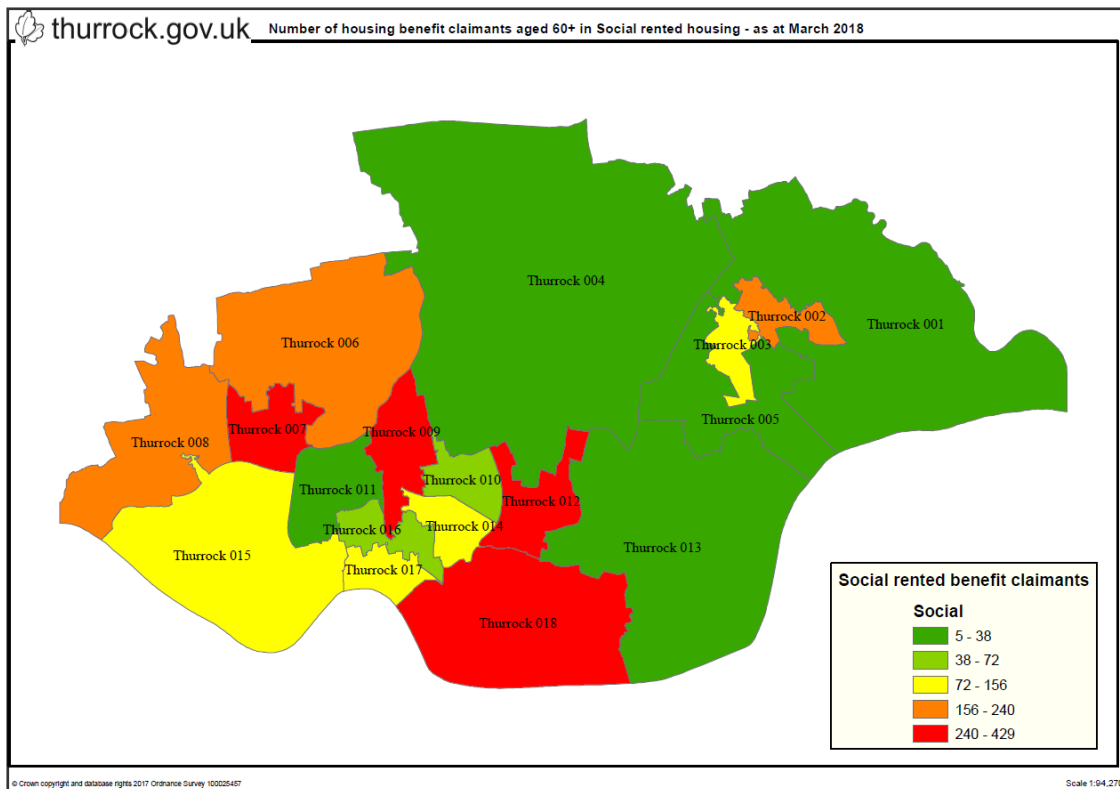 thurrock.gov.uk
Number of housing benefit claimants aged 60+ in Social rented housing - as at March 2018
Thurrock 004
Thurrock 002
Thurrock 001
Thurrock 006
Thurrock 003
Thurrock 005
Thurrock 007
Thurrock 009
Thurrock 008
Thurrock 010
Thurrock 011
Thurrock 012
Thurrock 014
Thurrock 016
Thurrock 013
Thurrock 015
Thurrock 017
Thurrock 018
Social rented benefit claimants
Social
5 - 38
38 - 72
72 - 156
156 - 240
240 - 429
© Crown copyright and database rights 2017 Ordnance Survey 100025457
Scale 1:94,270